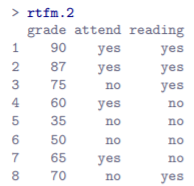 > rtfm.2
grade attend reading
1 90 yes yes
2 87 yes yes
3 75 no yes
4 60 yes no
5 35 no no
6 50 no no
7 65 yes no
8 70 no yes